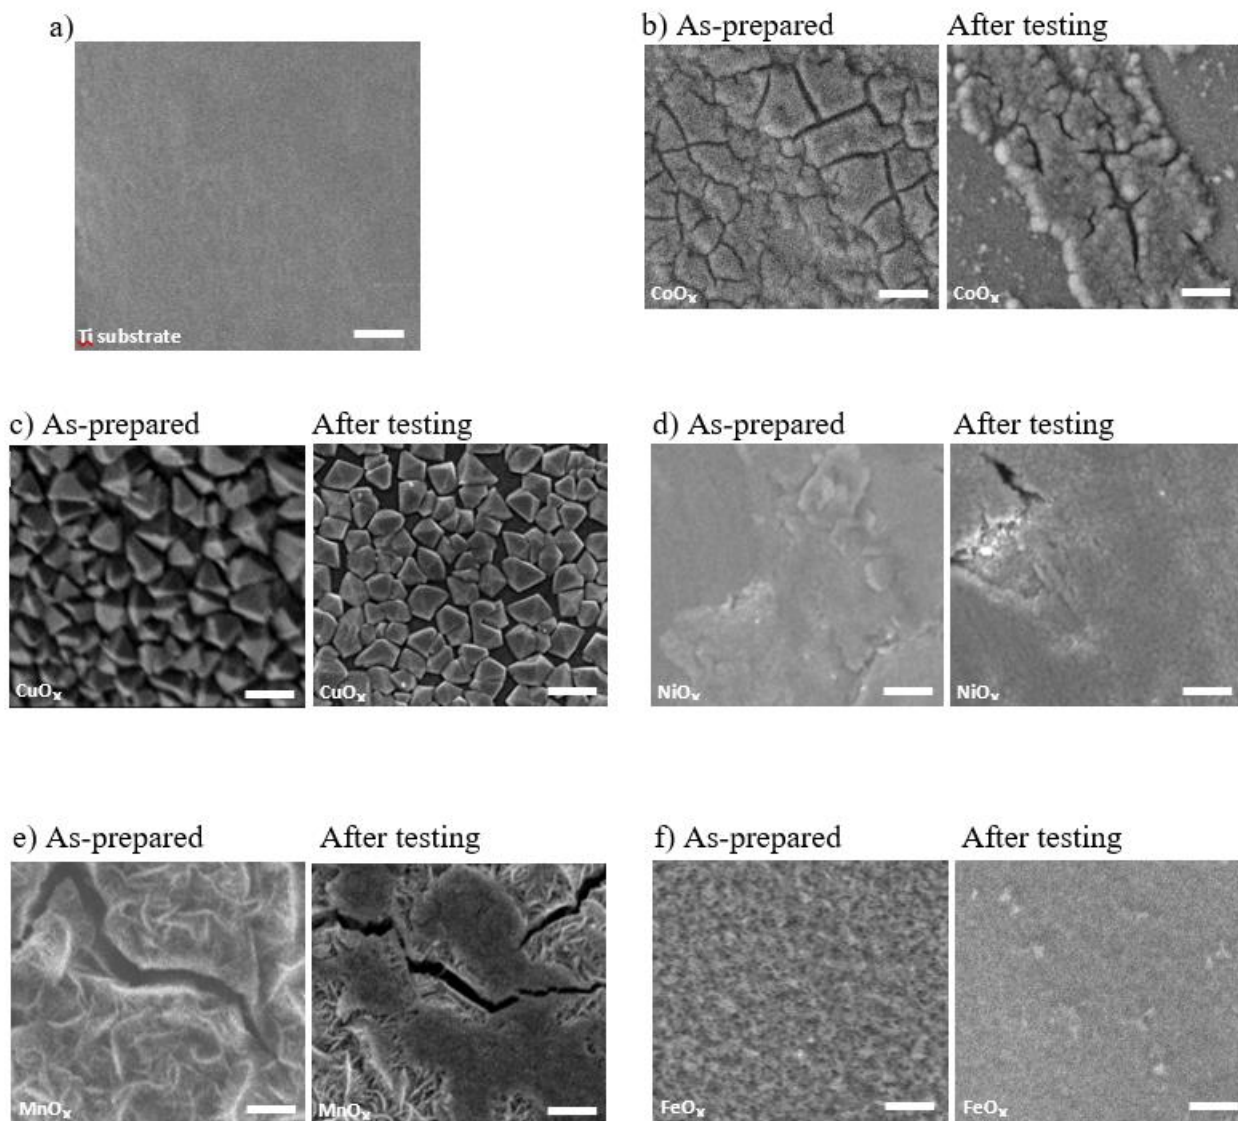 a)
Ti substrate
b) As-prepared After testing
CoOₓ CoOₓ
c) As-prepared After testing
CuOₓ CuOₓ
d) As-prepared After testing
NiOₓ NiOₓ
e) As-prepared After testing
MnOₓ MnOₓ
f) As-prepared After testing
FeOₓ FeOₓ